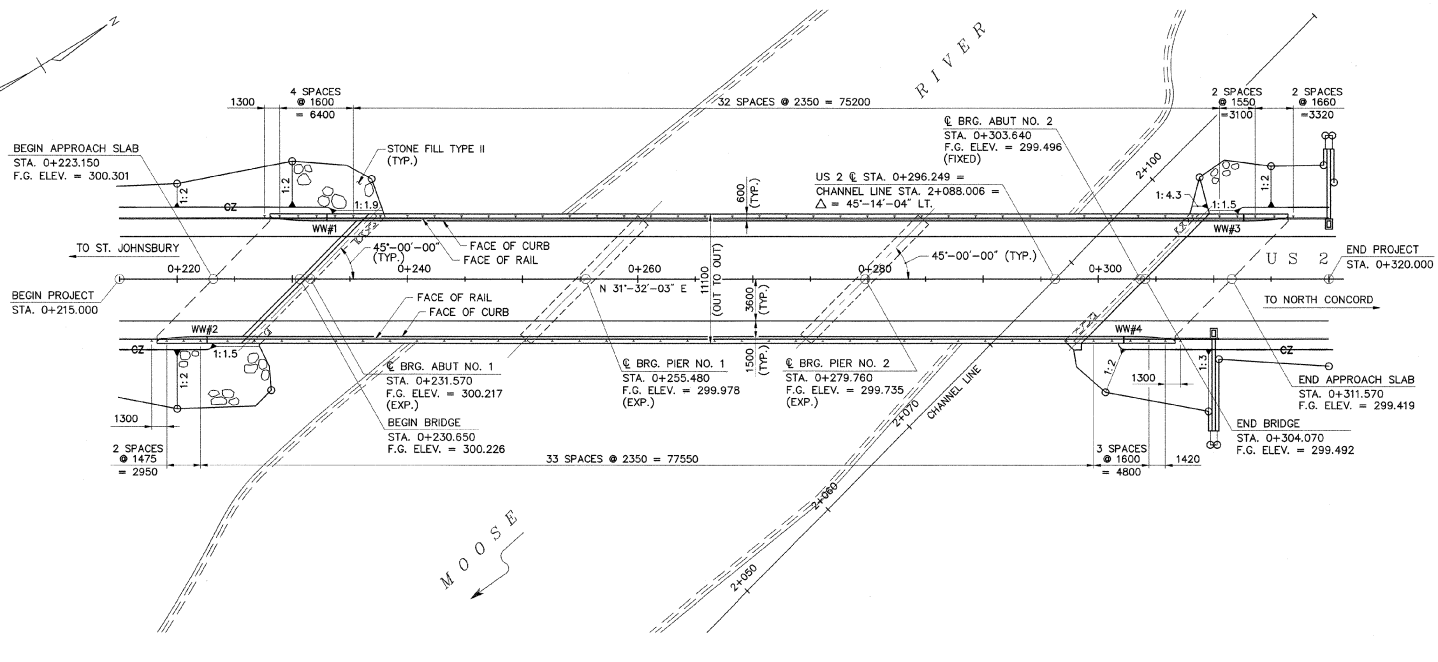 N
RIVER
4 SPACES
@ 1600
= 6400
1300
32 SPACES @ 2350 = 75200
2 SPACES
@ 1550
=3100
2 SPACES
@ 1660
=3320
BEGIN APPROACH SLAB
STA. 0+223.150
F.G. ELEV. = 300.301
STONE FILL TYPE II
(TYP.)
℄ BRG. ABUT NO. 2
STA. 0+303.640
F.G. ELEV. = 299.496
(FIXED)
US 2 ℄ STA. 0+296.249 =
CHANNEL LINE STA. 2+088.006 =
△ = 45°-14'-04" LT.
2+100
600
(TYP.)
1:2
1:2
1:1.9
1:4.3
1:2
1:1.5
CZ
WW#1
WW#3
TO ST. JOHNSBURY
45°-00'-00"
(TYP.)
FACE OF CURB
FACE OF RAIL
11100
(OUT TO OUT)
45°-00'-00" (TYP.)
US 2
END PROJECT
STA. 0+320.000
0+220
0+240
0+260
0+280
0+300
N 31°-32'-03" E
BEGIN PROJECT
STA. 0+215.000
FACE OF RAIL
FACE OF CURB
3600
(TYP.)
TO NORTH CONCORD
WW#2
WW#4
CZ
1:1.5
1:2
1500
(TYP.)
1:2
1:3
CZ
℄ BRG. ABUT NO. 1
STA. 0+231.570
F.G. ELEV. = 300.217
(EXP.)
℄ BRG. PIER NO. 1
STA. 0+255.480
F.G. ELEV. = 299.978
(EXP.)
℄ BRG. PIER NO. 2
STA. 0+279.760
F.G. ELEV. = 299.735
(EXP.)
2+070
CHANNEL LINE
1300
END APPROACH SLAB
STA. 0+311.570
F.G. ELEV. = 299.419
1300
BEGIN BRIDGE
STA. 0+230.650
F.G. ELEV. = 300.226
END BRIDGE
STA. 0+304.070
F.G. ELEV. = 299.492
2 SPACES
@ 1475
= 2950
33 SPACES @ 2350 = 77550
3 SPACES
@ 1600
= 4800
1420
2+060
MOOSE
2+050